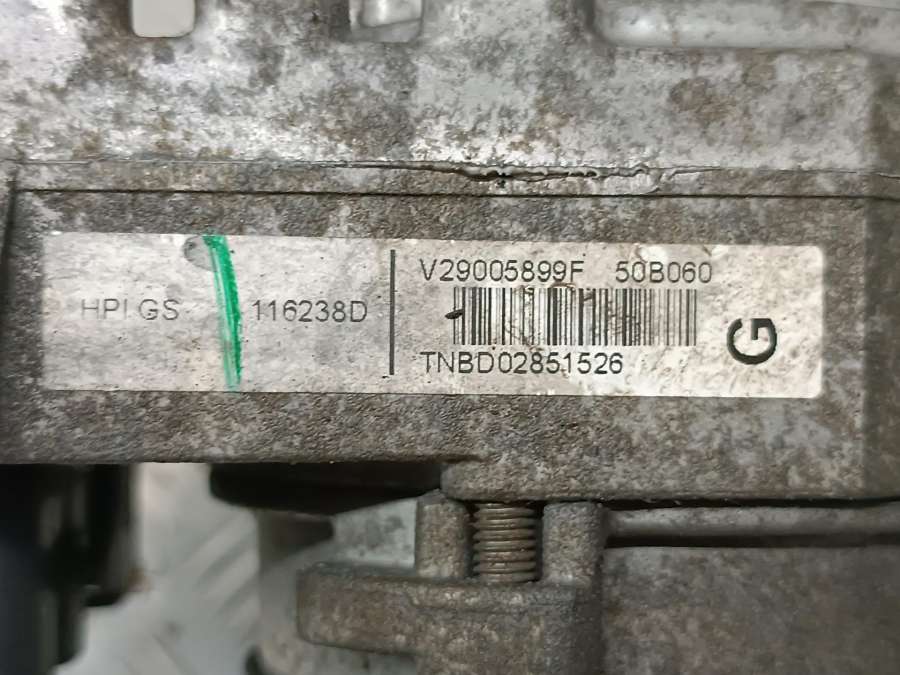 HPI GS 116238D
V29005899F 50B060
TNBD02851526
G